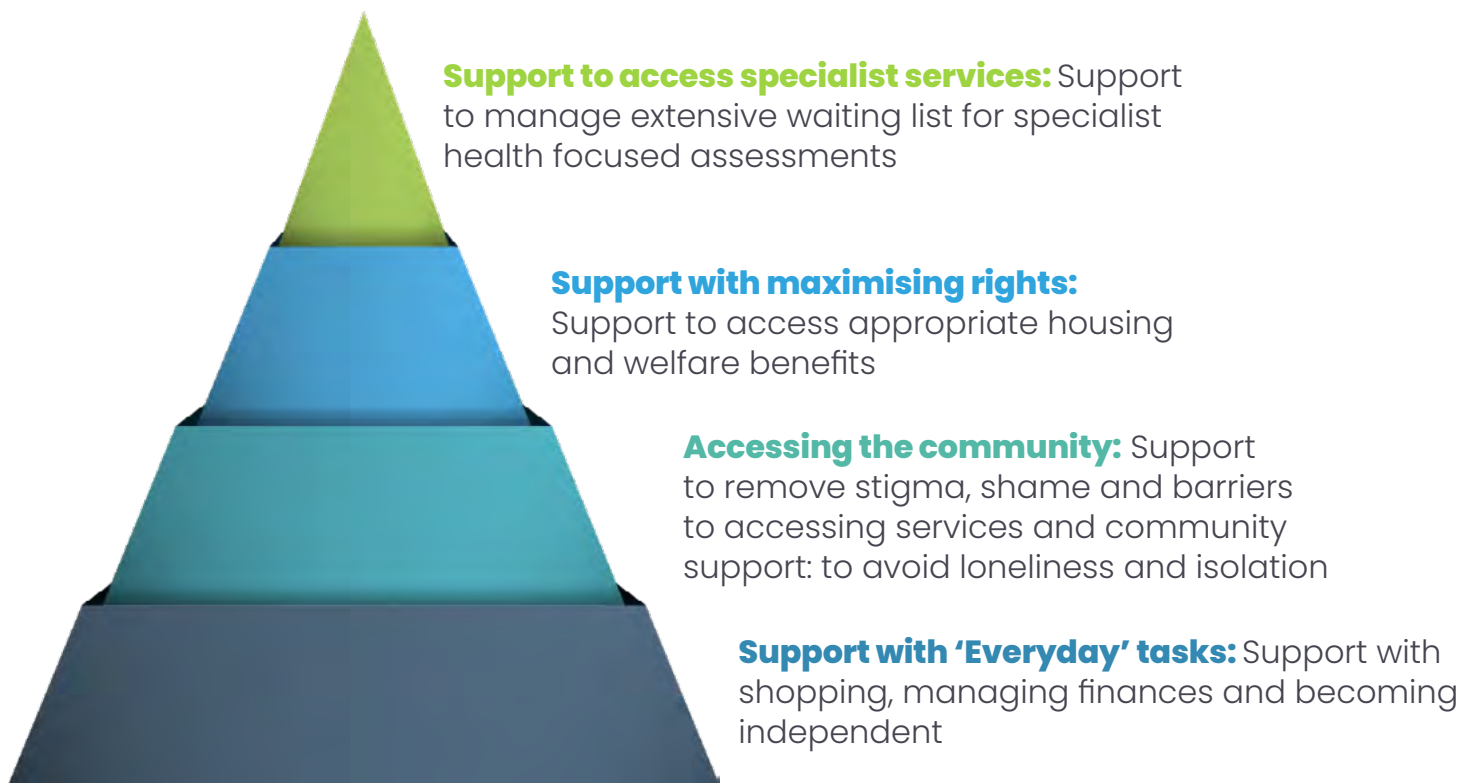 Support to access specialist services: Support
to manage extensive waiting list for specialist
health focused assessments
Support with maximising rights:
Support to access appropriate housing
and welfare benefits
Accessing the community: Support
to remove stigma, shame and barriers
to accessing services and community
support: to avoid loneliness and isolation
Support with ‘Everyday’ tasks: Support with
shopping, managing finances and becoming
independent